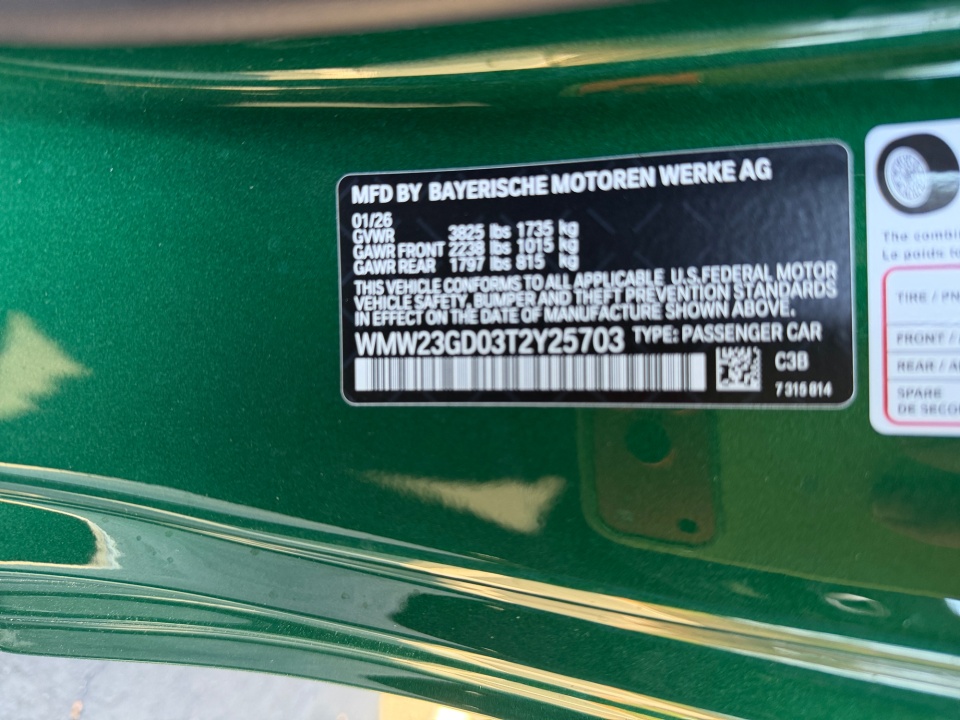 MFD BY BAYERISCHE MOTOREN WERKE AG
01/26
GVWR 3825 lbs 1735 kg
GAWR FRONT 2238 lbs 1015 kg
GAWR REAR 1797 lbs 815 kg
THIS VEHICLE CONFORMS TO ALL APPLICABLE U.S.FEDERAL MOTOR
VEHICLE SAFETY, BUMPER AND THEFT PREVENTION STANDARDS
IN EFFECT ON THE DATE OF MANUFACTURE SHOWN ABOVE.
WMW23GD03T2Y25703 TYPE: PASSENGER CAR
C3B
7 315 814
The combi
Le poids
TIRE / PN
FRONT /
REAR /
SPARE
DE SECO